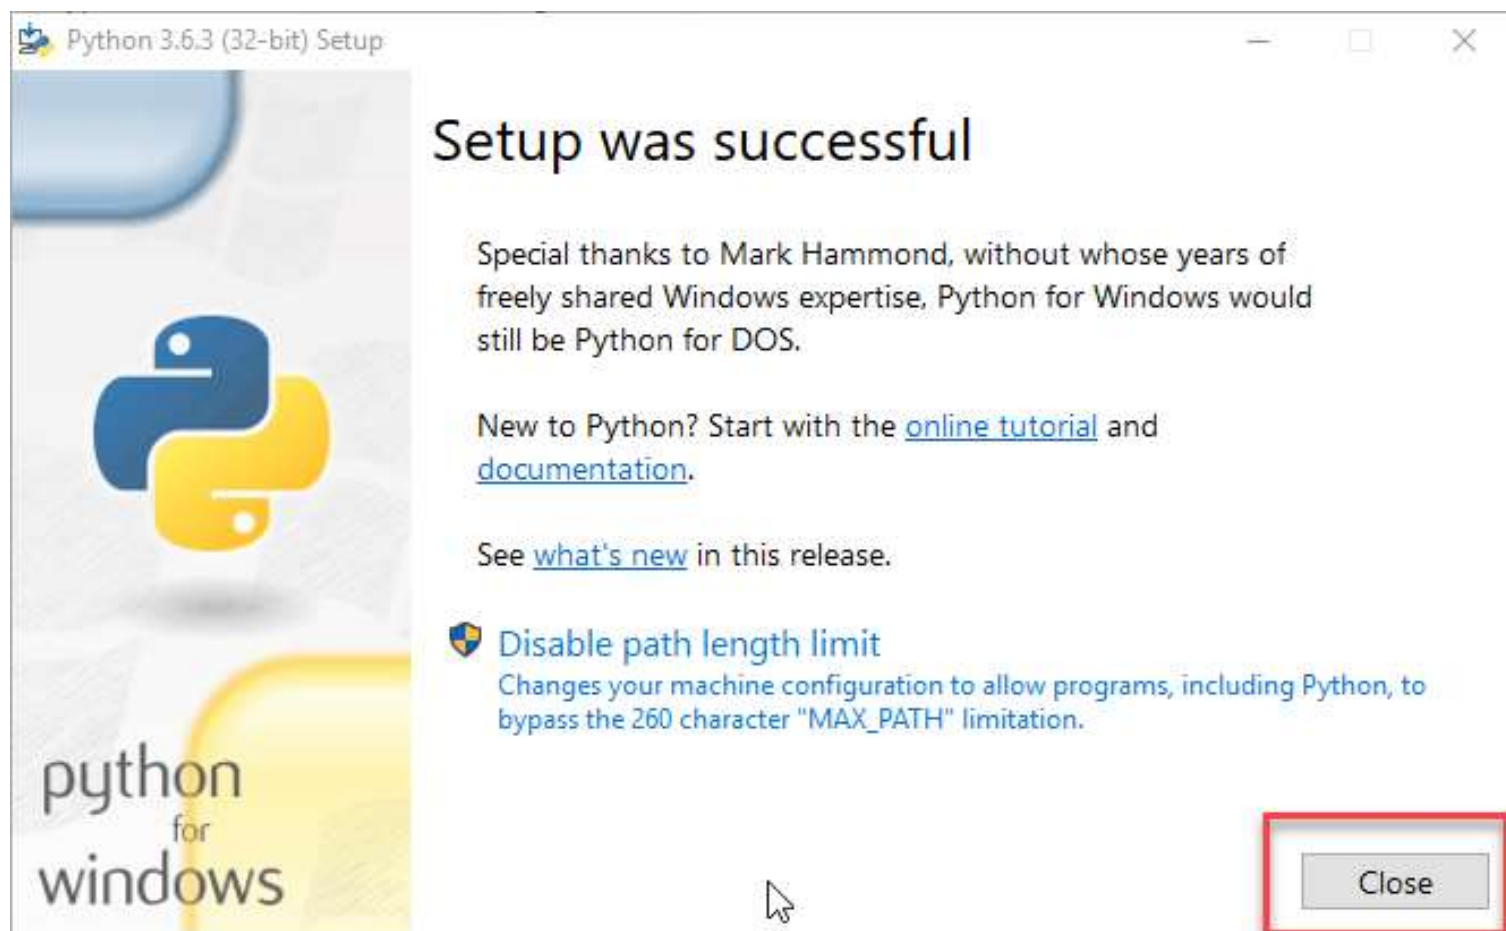 Python 3.6.3 (32-bit) Setup
Setup was successful
Special thanks to Mark Hammond, without whose years of
freely shared Windows expertise, Python for Windows would
still be Python for DOS.
New to Python? Start with the online tutorial and
documentation.
See what's new in this release.
Disable path length limit
Changes your machine configuration to allow programs, including Python, to
bypass the 260 character "MAX_PATH" limitation.
python
for
windows
Close